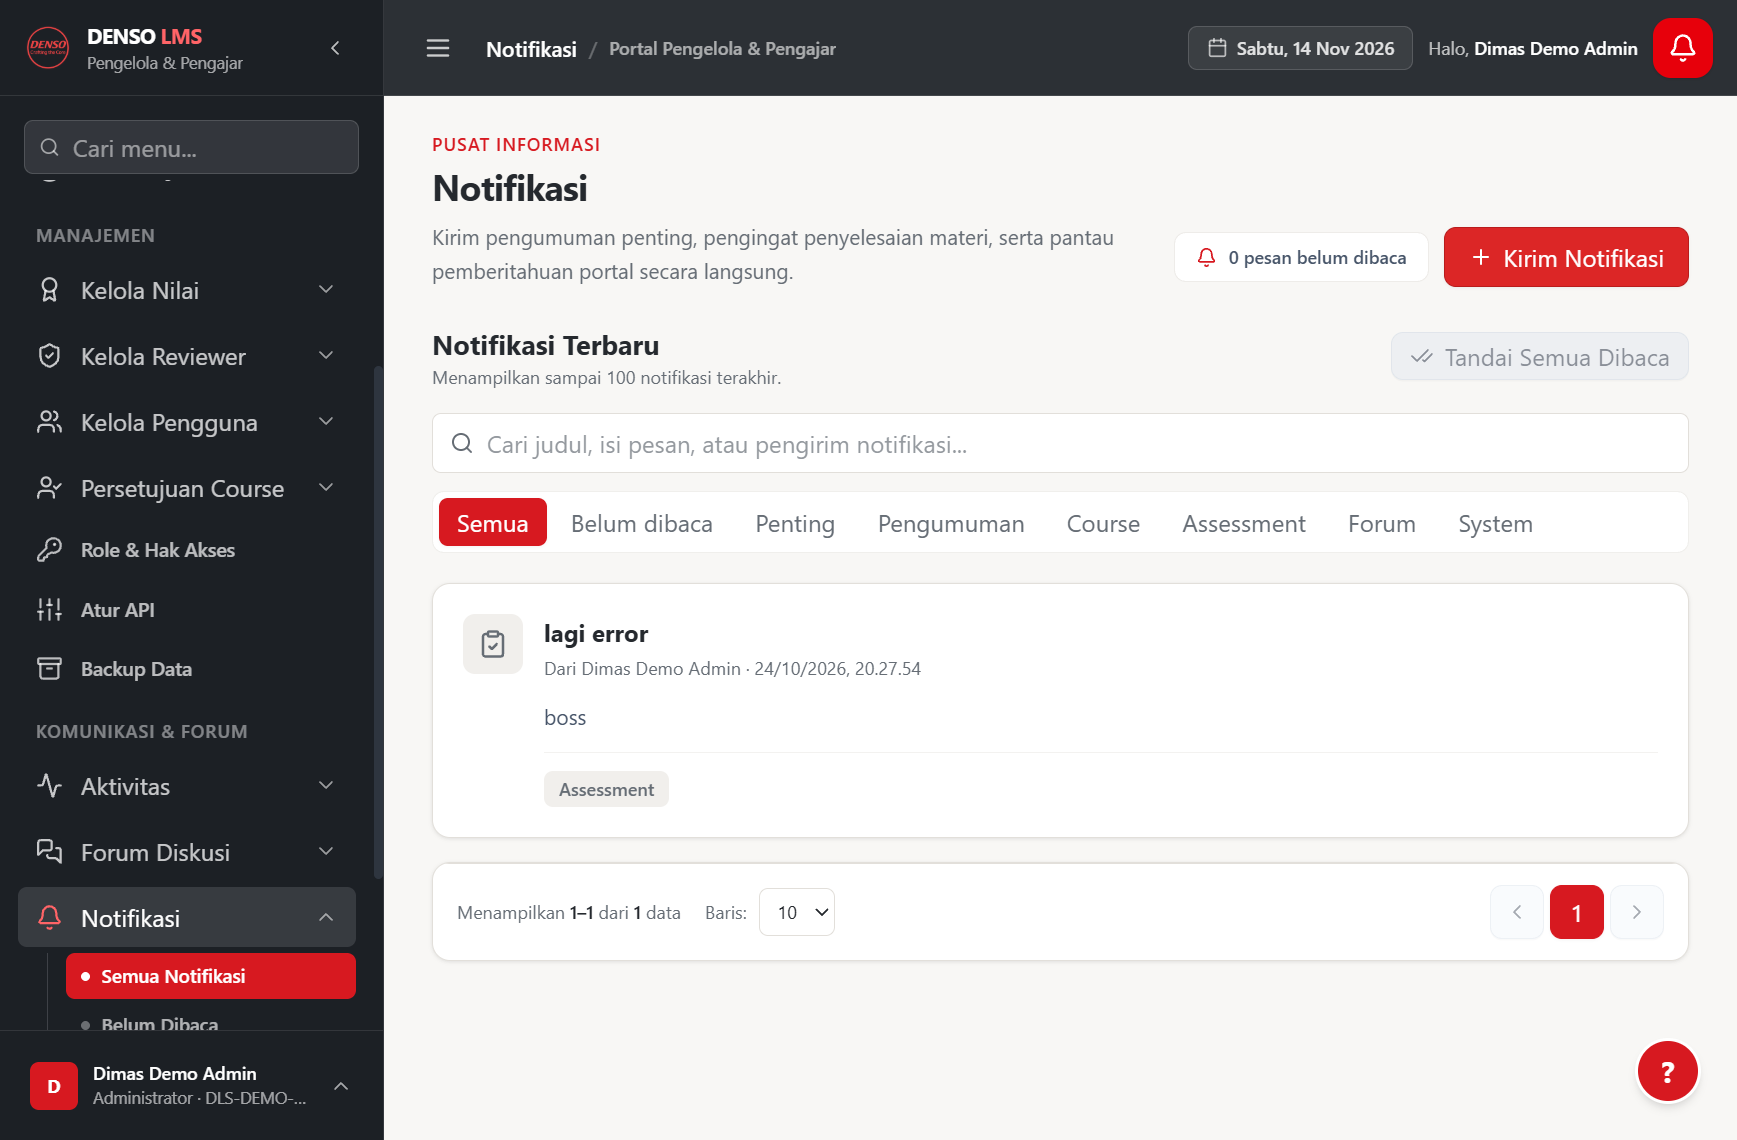 DENSO
Crafting the Core
DENSO LMS
Pengelola & Pengajar
Cari menu...
MANAJEMEN
Kelola Nilai
Kelola Reviewer
Kelola Pengguna
Persetujuan Course
Role & Hak Akses
Atur API
Backup Data
KOMUNIKASI & FORUM
Aktivitas
Forum Diskusi
Notifikasi
Semua Notifikasi
Belum Dibaca
D
Dimas Demo Admin
Administrator · DLS-DEMO-...
Notifikasi / Portal Pengelola & Pengajar
Sabtu, 14 Nov 2026
Halo, Dimas Demo Admin
PUSAT INFORMASI
Notifikasi
Kirim pengumuman penting, pengingat penyelesaian materi, serta pantau
pemberitahuan portal secara langsung.
0 pesan belum dibaca
Kirim Notifikasi
Notifikasi Terbaru
Menampilkan sampai 100 notifikasi terakhir.
Tandai Semua Dibaca
Cari judul, isi pesan, atau pengirim notifikasi...
Semua Belum dibaca Penting Pengumuman Course Assessment Forum System
lagi error
Dari Dimas Demo Admin · 24/10/2026, 20.27.54
boss
Assessment
Menampilkan 1–1 dari 1 data Baris: 10
1
?